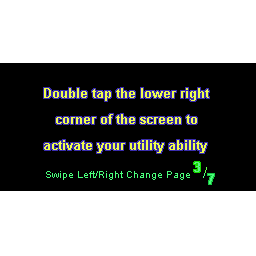 Double tap the lower right
corner of the screen to
activate your utility ability
Swipe Left/Right Change Page 3/7